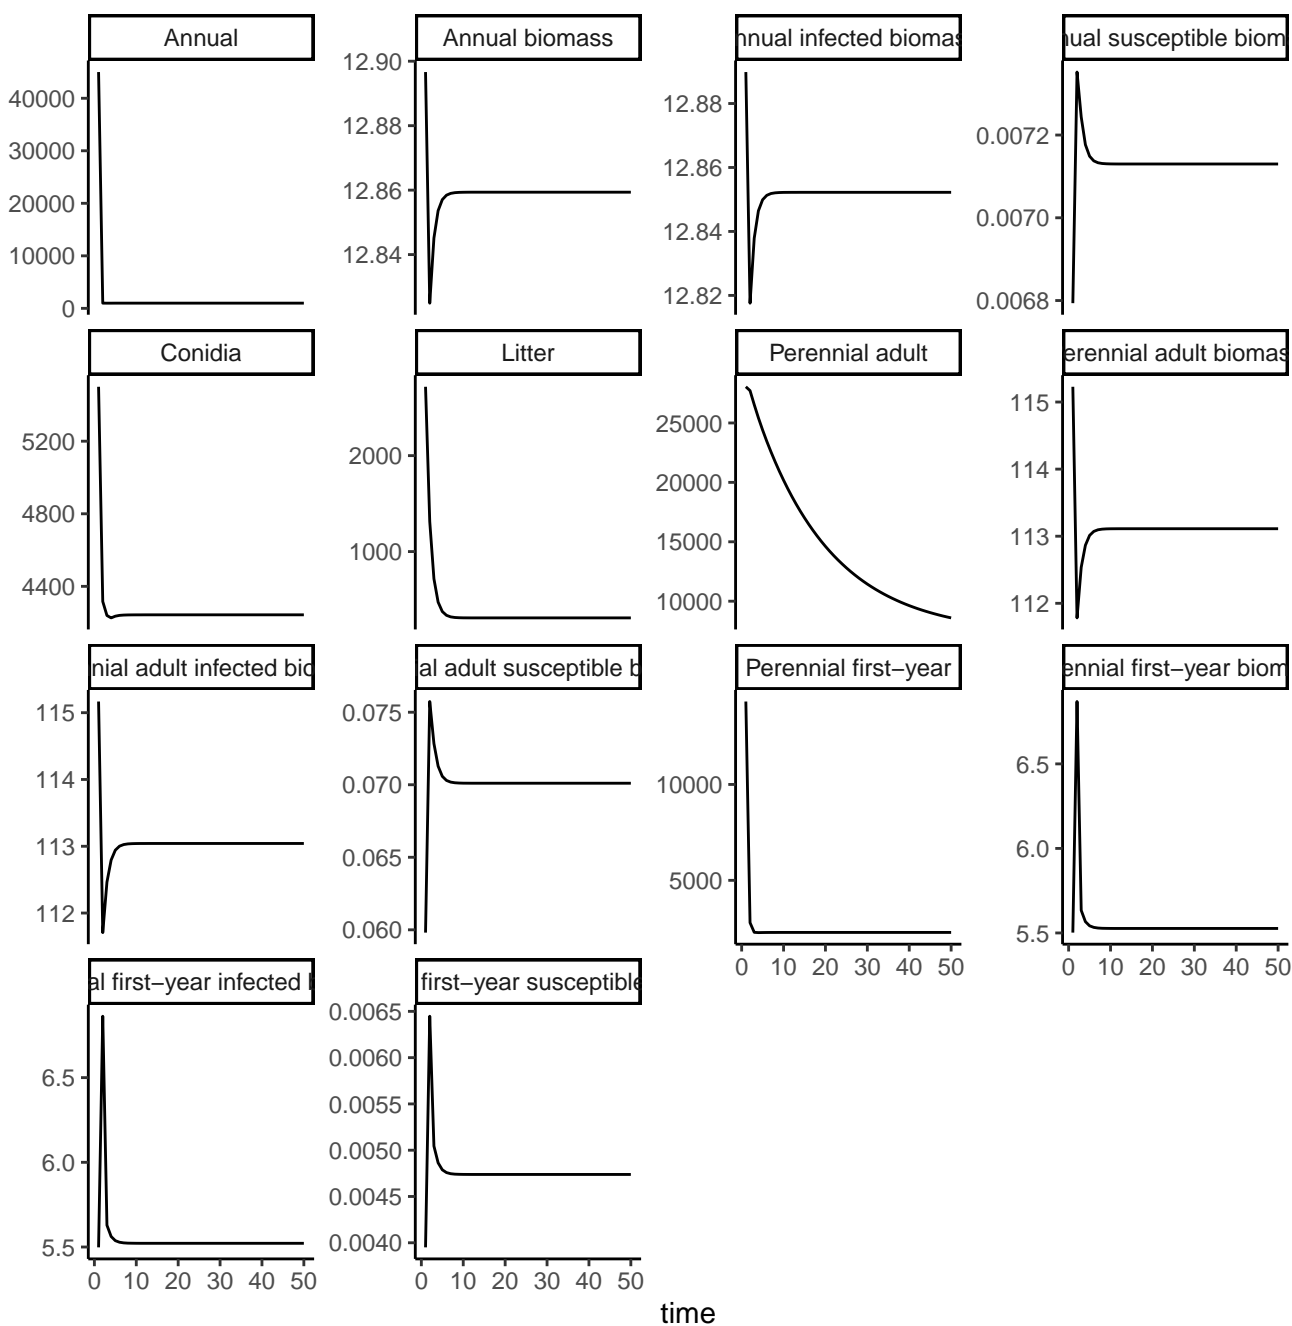 Annual
Annual biomass
nnual infected biomas
nual susceptible biom
40000
30000
20000
10000
0
12.90
12.88
12.86
12.84
12.88
12.86
12.84
12.82
0.0072
0.0070
0.0068
Conidia
Litter
Perennial adult
erennial adult biomas
5200
4800
4400
2000
1000
25000
20000
15000
10000
115
114
113
112
nial adult infected bio
al adult susceptible b
Perennial first−year
ennial first−year biom
115
114
113
112
0.075
0.070
0.065
0.060
10000
5000
0 10 20 30 40 50
6.5
6.0
5.5
0 10 20 30 40 50
al first−year infected b
first−year susceptible
6.5
6.0
5.5
0 10 20 30 40 50
0.0065
0.0060
0.0055
0.0050
0.0045
0.0040
0 10 20 30 40 50
time